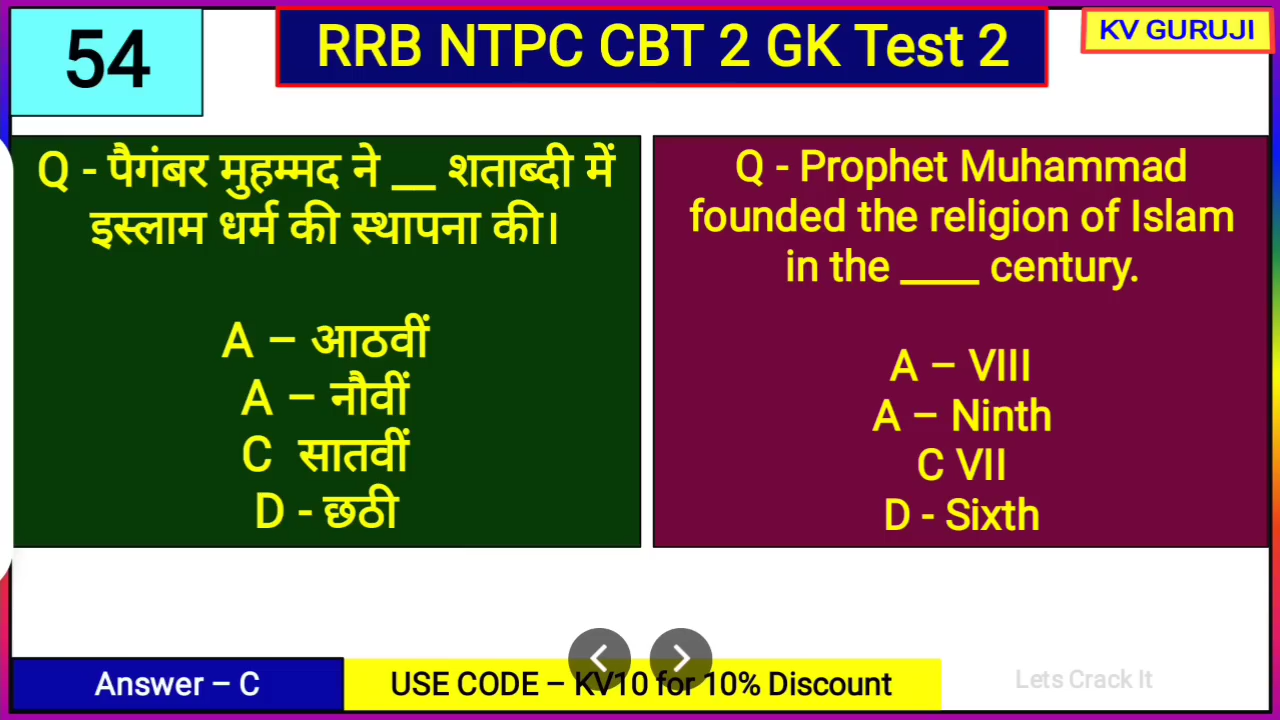 54
RRB NTPC CBT 2 GK Test 2
KV GURUJI
Q - पैगंबर मुहम्मद ने __ शताब्दी में
इस्लाम धर्म की स्थापना की।
A – आठवीं
A – नौवीं
C सातवीं
D - छठी
Q - Prophet Muhammad
founded the religion of Islam
in the ____ century.
A – VIII
A – Ninth
C VII
D - Sixth
Answer – C
USE CODE – KV10 for 10% Discount
Lets Crack It